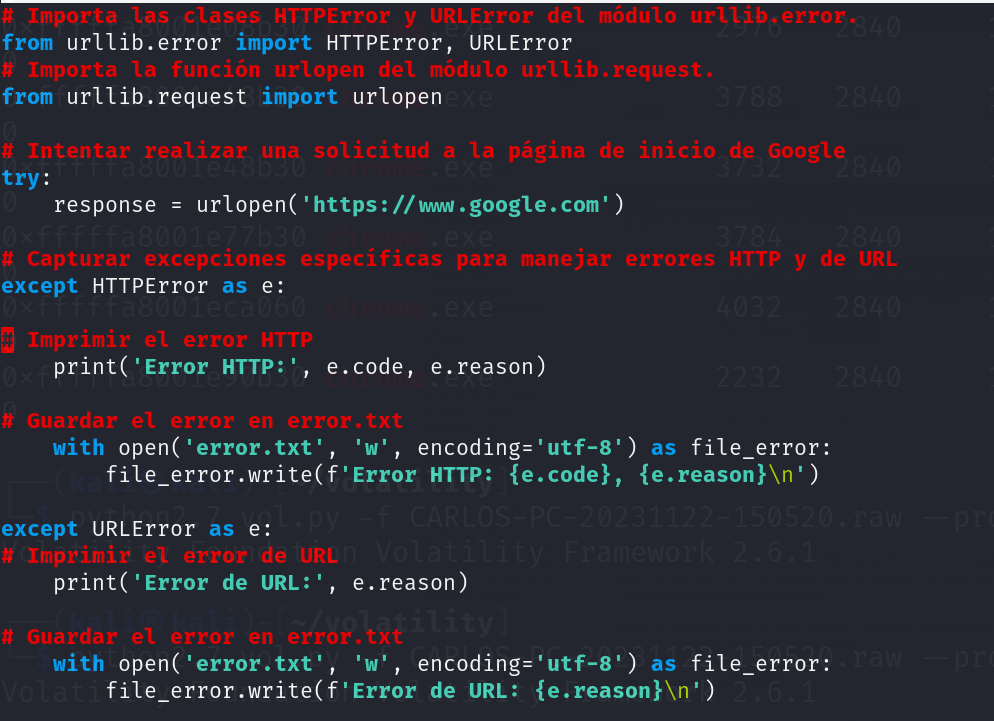 # Importa las clases HTTPError y URLError del módulo urllib.error.
from urllib.error import HTTPError, URLError
# Importa la función urlopen del módulo urllib.request.
from urllib.request import urlopen
# Intentar realizar una solicitud a la página de inicio de Google
try:
    response = urlopen('https://www.google.com')
# Capturar excepciones específicas para manejar errores HTTP y de URL
except HTTPError as e:
# Imprimir el error HTTP
    print('Error HTTP:', e.code, e.reason)
# Guardar el error en error.txt
    with open('error.txt', 'w', encoding='utf-8') as file_error:
        file_error.write(f'Error HTTP: {e.code}, {e.reason}\n')
except URLError as e:
# Imprimir el error de URL
    print('Error de URL:', e.reason)
# Guardar el error en error.txt
    with open('error.txt', 'w', encoding='utf-8') as file_error:
        file_error.write(f'Error de URL: {e.reason}\n')